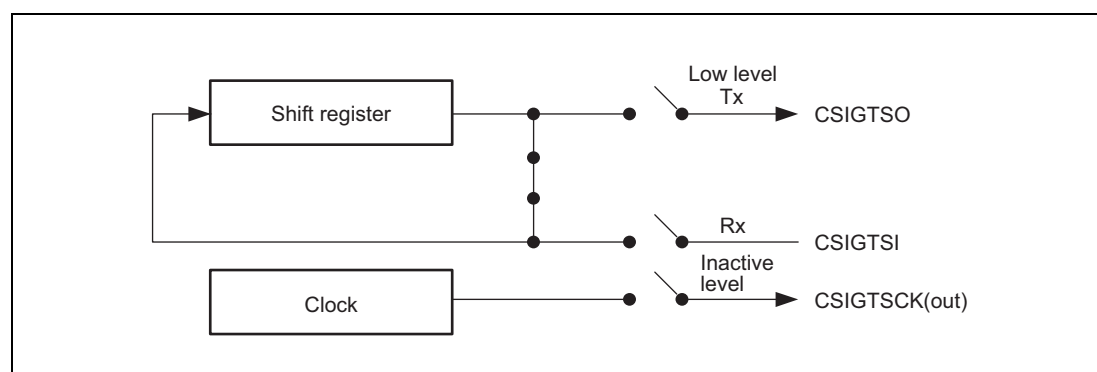 Low level
Tx
Shift register
CSIGTSO
Rx
CSIGTSI
Inactive
level
Clock
CSIGTSCK(out)